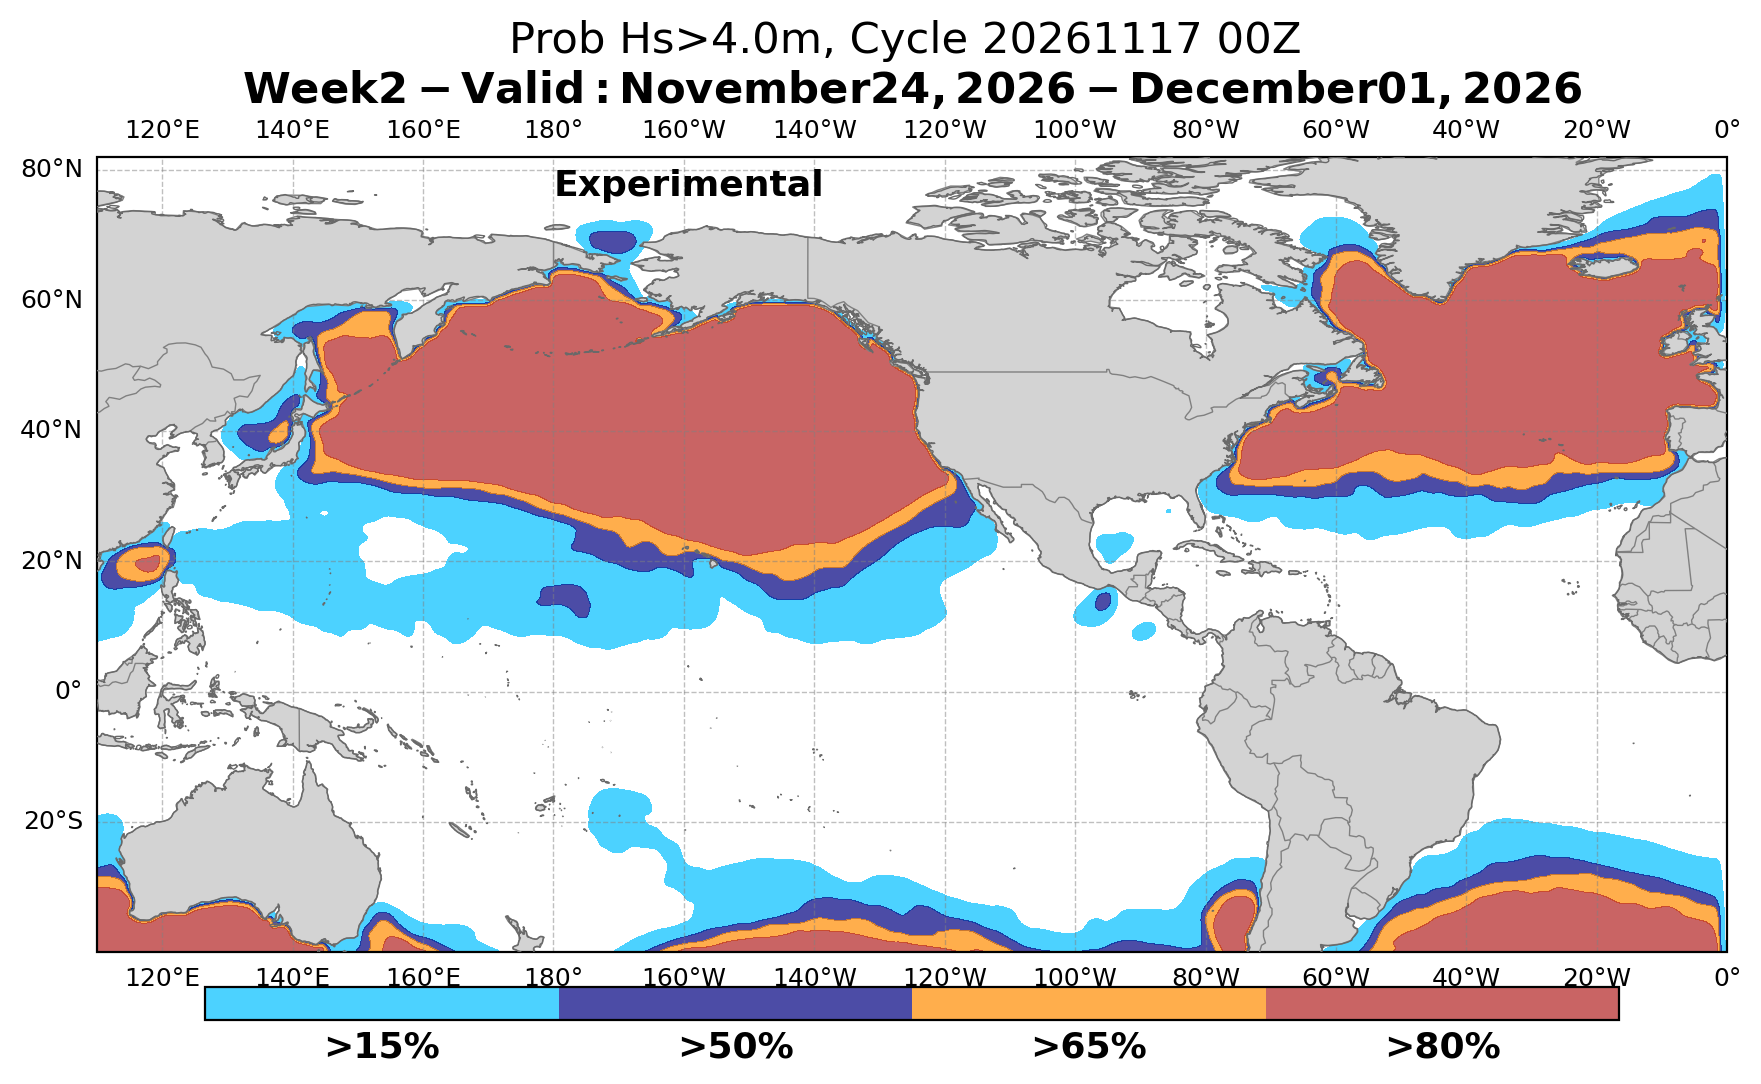 Prob Hs>4.0m, Cycle 20261117 00Z
Week2 − Valid : November24, 2026 − December01, 2026
120°E 140°E 160°E 180° 160°W 140°W 120°W 100°W 80°W 60°W 40°W 20°W 0°
80°N
Experimental
60°N
40°N
20°N
0°
20°S
120°E 140°E 160°E 180° 160°W 140°W 120°W 100°W 80°W 60°W 40°W 20°W 0°
>15% >50% >65% >80%